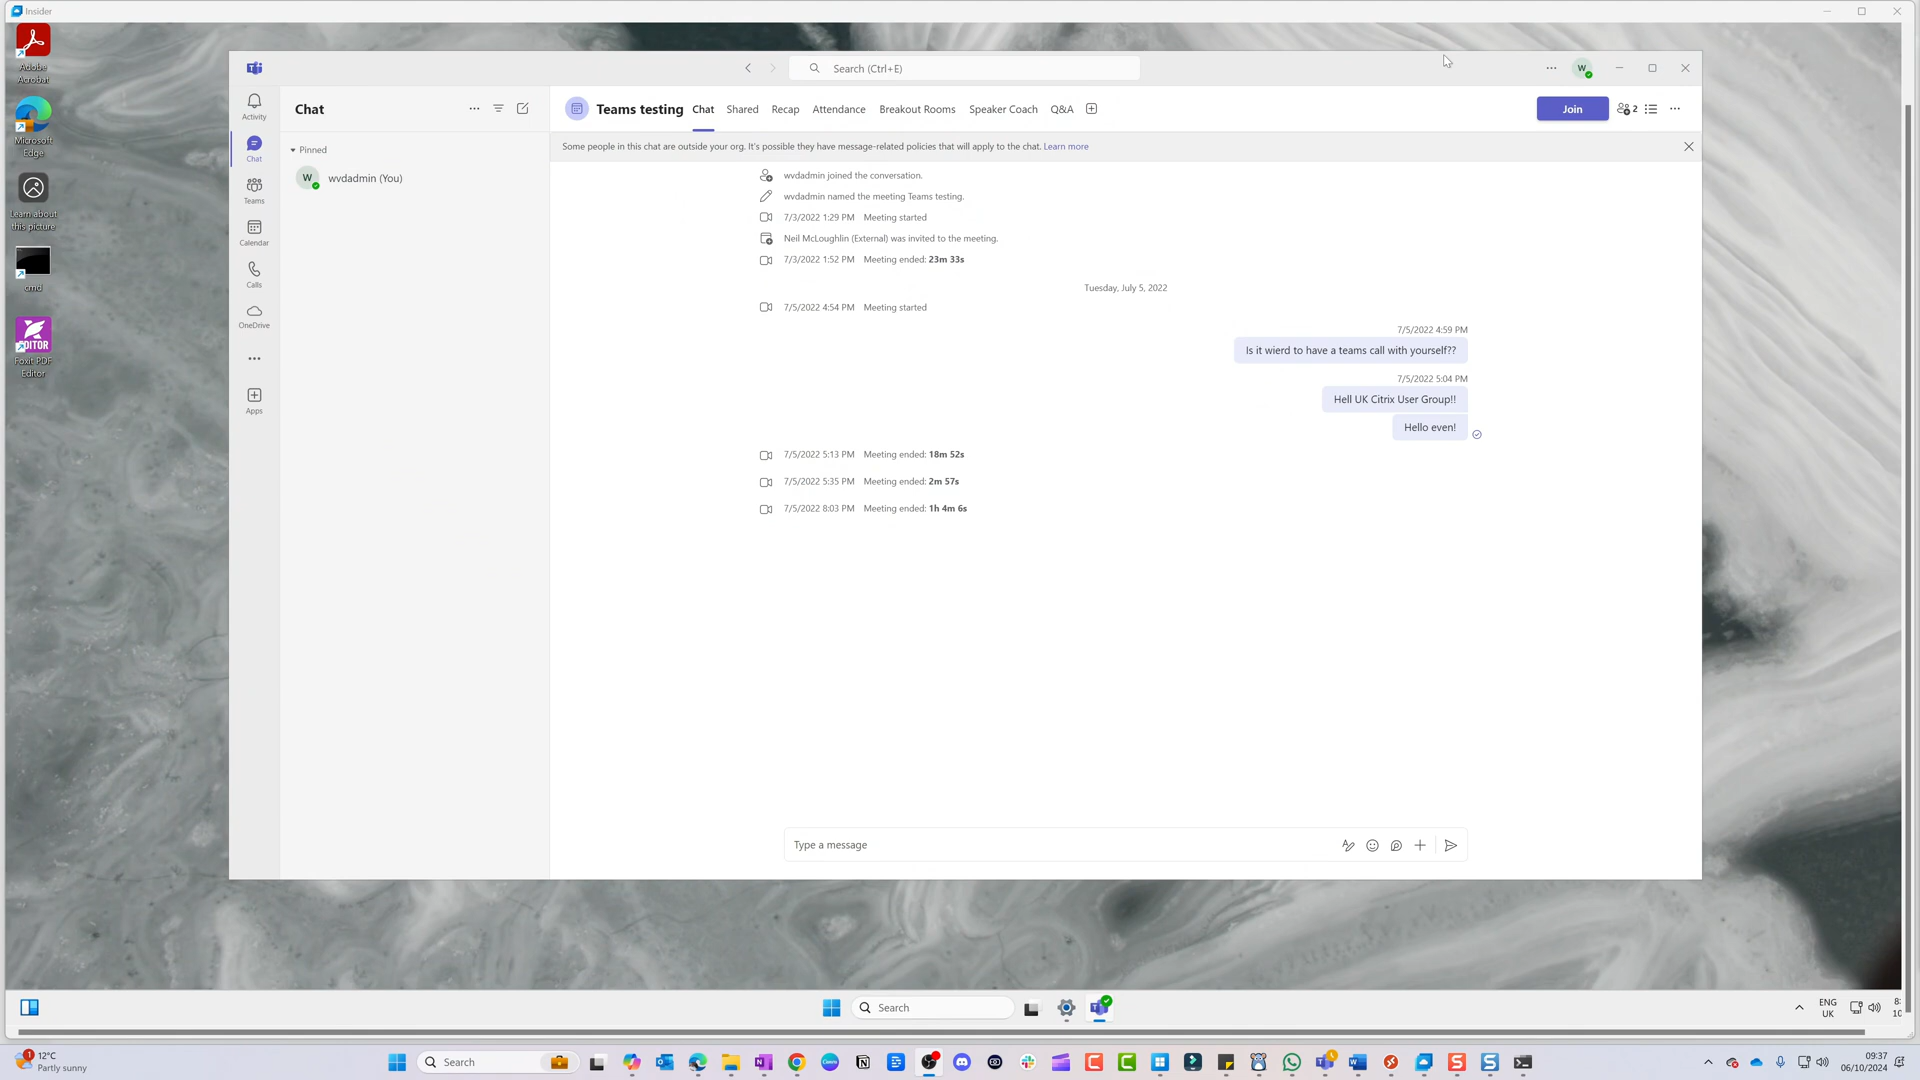 Insider
Adobe
Acrobat
Microsoft
Edge
Learn about
this picture
cmd
EDITOR
Foxit PDF
Editor
Search (Ctrl+E)
W
Activity
Chat
Teams
Calendar
Calls
OneDrive
Apps
Chat
Pinned
W
wvdadmin (You)
Teams testing
Chat
Shared
Recap
Attendance
Breakout Rooms
Speaker Coach
Q&A
Join
2
Some people in this chat are outside your org. It's possible they have message-related policies that will apply to the chat. Learn more
wvdadmin joined the conversation.
wvdadmin named the meeting Teams testing.
7/3/2022 1:29 PM Meeting started
Neil McLoughlin (External) was invited to the meeting.
7/3/2022 1:52 PM Meeting ended: 23m 33s
Tuesday, July 5, 2022
7/5/2022 4:54 PM Meeting started
7/5/2022 4:59 PM
Is it wierd to have a teams call with yourself??
7/5/2022 5:04 PM
Hell UK Citrix User Group!!
Hello even!
7/5/2022 5:13 PM Meeting ended: 18m 52s
7/5/2022 5:35 PM Meeting ended: 2m 57s
7/5/2022 8:03 PM Meeting ended: 1h 4m 6s
Type a message
Search
ENG
UK
8:
10
1
12°C
Partly sunny
Search
09:37
06/10/2024